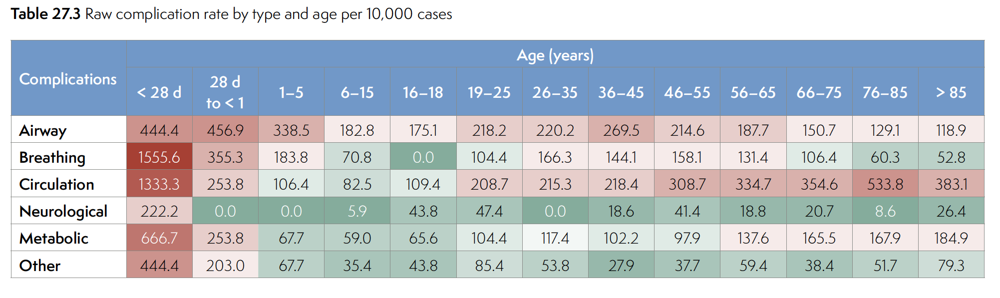 Table 27.3 Raw complication rate by type and age per 10,000 cases
Complications
Age (years)
< 28 d
28 d to < 1
1–5
6–15
16–18
19–25
26–35
36–45
46–55
56–65
66–75
76–85
> 85
Airway 444.4 456.9 338.5 182.8 175.1 218.2 220.2 269.5 214.6 187.7 150.7 129.1 118.9
Breathing 1555.6 355.3 183.8 70.8 0.0 104.4 166.3 144.1 158.1 131.4 106.4 60.3 52.8
Circulation 1333.3 253.8 106.4 82.5 109.4 208.7 215.3 218.4 308.7 334.7 354.6 533.8 383.1
Neurological 222.2 0.0 0.0 5.9 43.8 47.4 0.0 18.6 41.4 18.8 20.7 8.6 26.4
Metabolic 666.7 253.8 67.7 59.0 65.6 104.4 117.4 102.2 97.9 137.6 165.5 167.9 184.9
Other 444.4 203.0 67.7 35.4 43.8 85.4 53.8 27.9 37.7 59.4 38.4 51.7 79.3